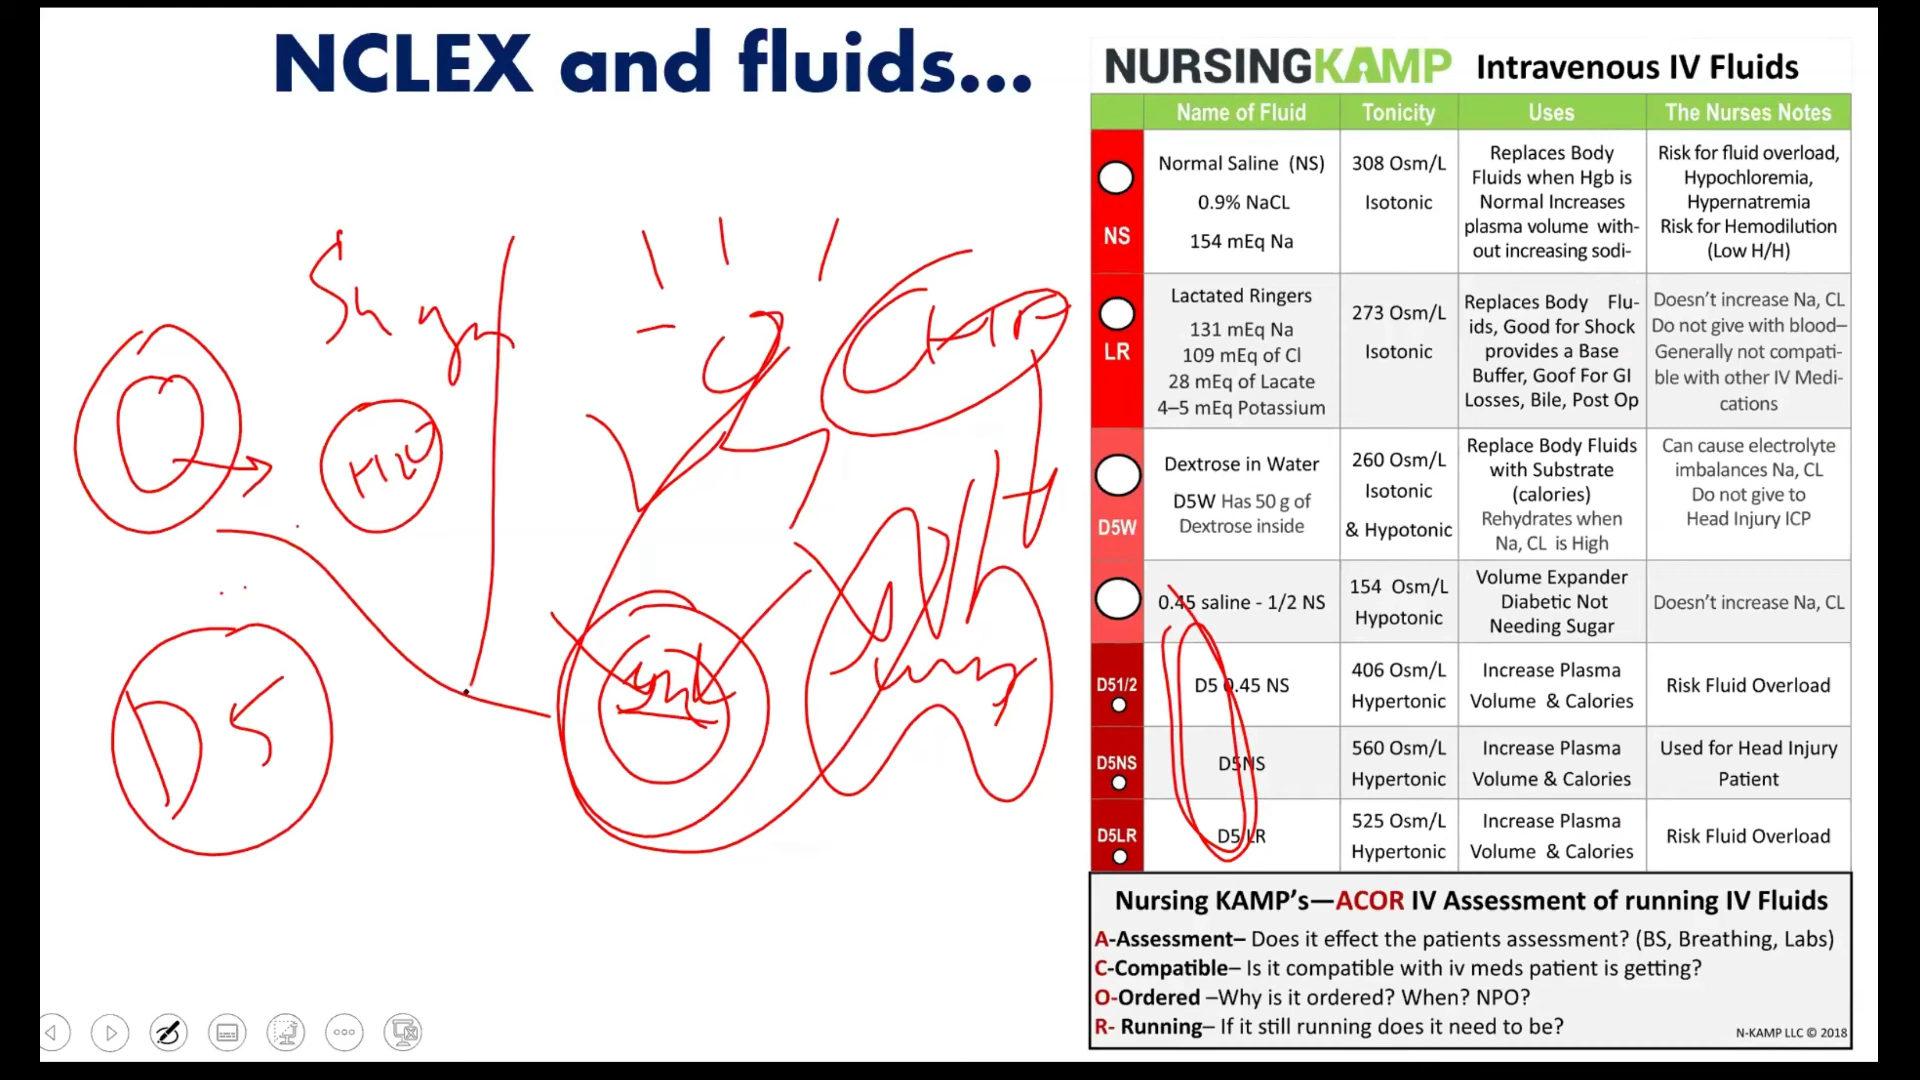 NCLEX and fluids...
NURSINGKAMP Intravenous IV Fluids
Name of Fluid Tonicity Uses The Nurses Notes
NS
Normal Saline (NS)
0.9% NaCL
154 mEq Na
308 Osm/L
Isotonic
Replaces Body
Fluids when Hgb is
Normal Increases
plasma volume with-
out increasing sodi-
Risk for fluid overload,
Hypochloremia,
Hypernatremia
Risk for Hemodilution
(Low H/H)
LR
Lactated Ringers
131 mEq Na
109 mEq of Cl
28 mEq of Lacate
4–5 mEq Potassium
273 Osm/L
Isotonic
Replaces Body Flu-
ids, Good for Shock
provides a Base
Buffer, Goof For GI
Losses, Bile, Post Op
Doesn't increase Na, CL
Do not give with blood–
Generally not compati-
ble with other IV Medi-
cations
D5W
Dextrose in Water
D5W Has 50 g of
Dextrose inside
260 Osm/L
Isotonic
& Hypotonic
Replace Body Fluids
with Substrate
(calories)
Rehydrates when
Na, CL is High
Can cause electrolyte
imbalances Na, CL
Do not give to
Head Injury ICP
0.45 saline - 1/2 NS
154 Osm/L
Hypotonic
Volume Expander
Diabetic Not
Needing Sugar
Doesn't increase Na, CL
D51/2
D5 0.45 NS
406 Osm/L
Hypertonic
Increase Plasma
Volume & Calories
Risk Fluid Overload
D5NS
D5NS
560 Osm/L
Hypertonic
Increase Plasma
Volume & Calories
Used for Head Injury
Patient
D5LR
D5LR
525 Osm/L
Hypertonic
Increase Plasma
Volume & Calories
Risk Fluid Overload
Nursing KAMP's—ACOR IV Assessment of running IV Fluids
A-Assessment– Does it effect the patients assessment? (BS, Breathing, Labs)
C-Compatible– Is it compatible with iv meds patient is getting?
O-Ordered –Why is it ordered? When? NPO?
R- Running– If it still running does it need to be?
N-KAMP LLC © 2018
H20
D5